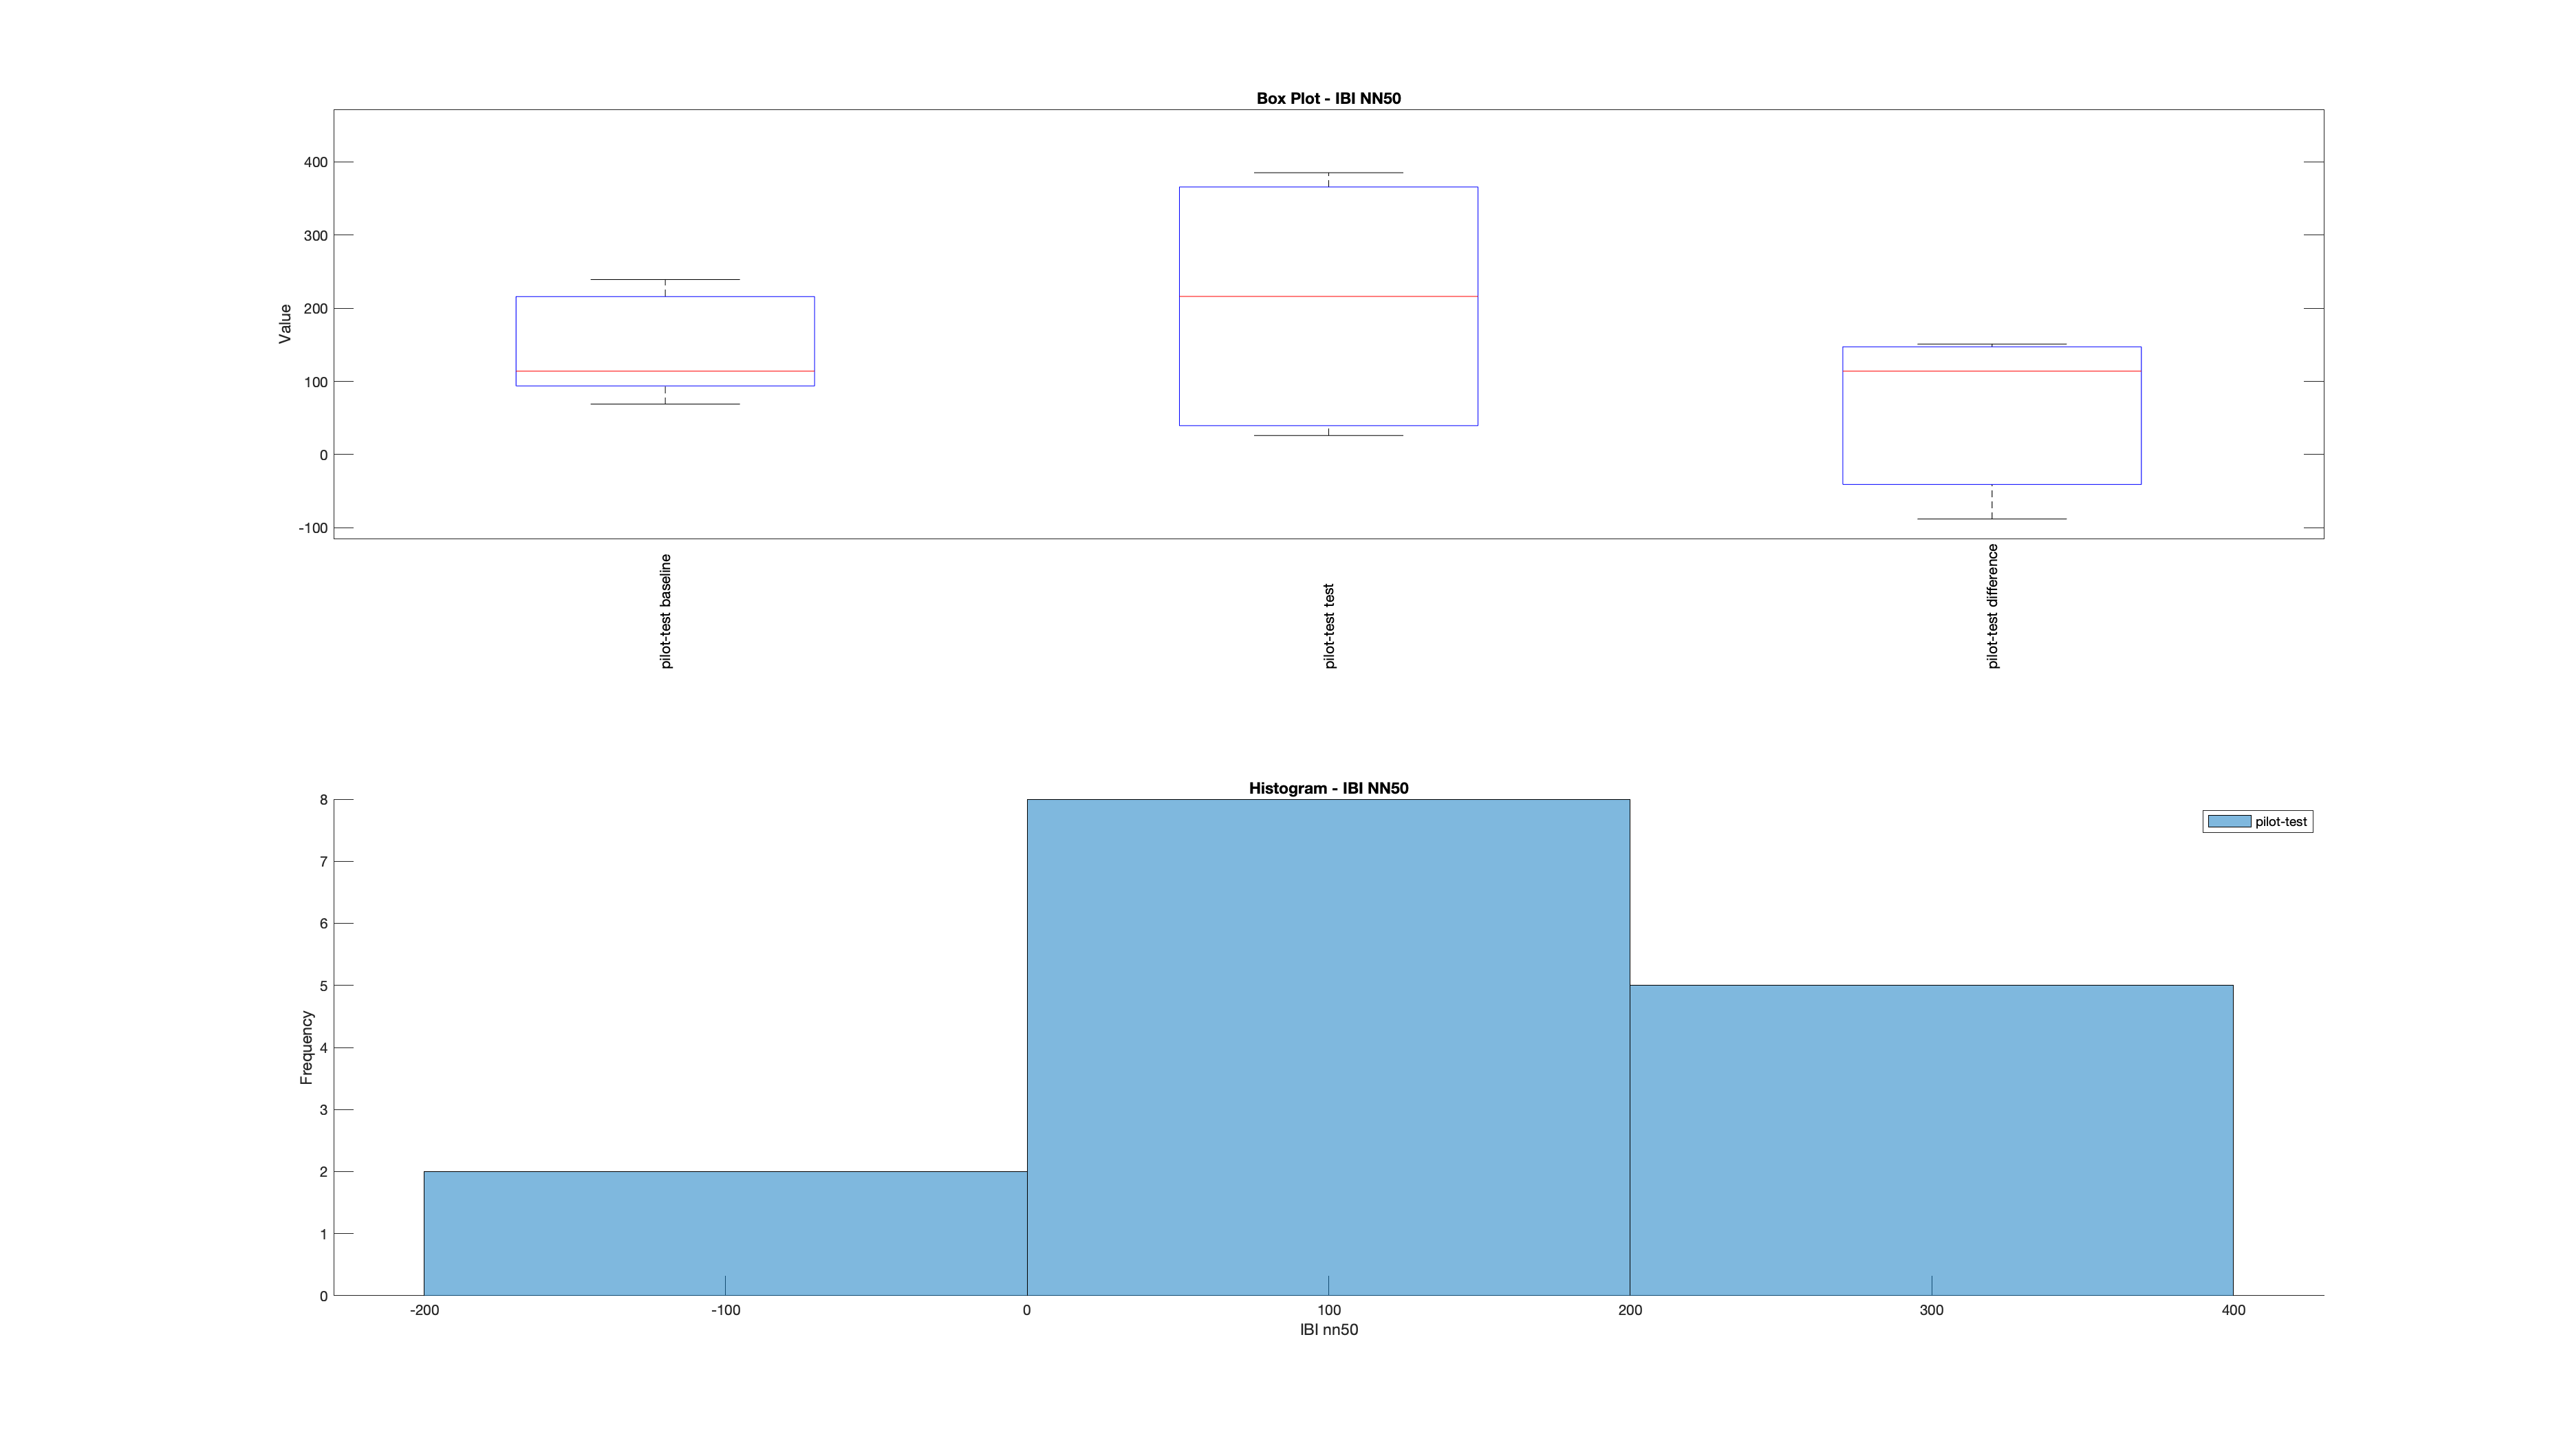 Box Plot - IBI NN50
400
300
200
100
0
-100
Value
pilot-test baseline
pilot-test test
pilot-test difference
Histogram - IBI NN50
pilot-test
8
7
6
5
4
3
2
1
0
Frequency
-200 -100 0 100 200 300 400
IBI nn50